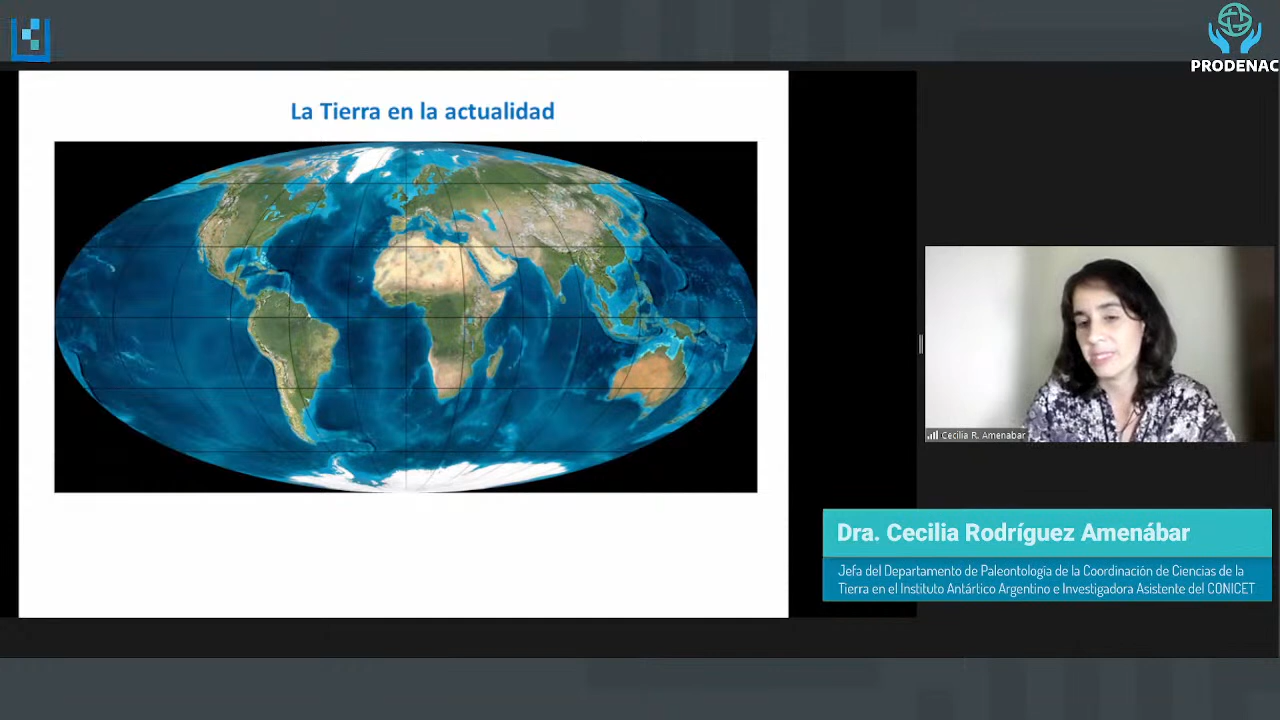 PRODENAC
La Tierra en la actualidad
Cecilia R. Amenabar
Dra. Cecilia Rodríguez Amenábar
Jefa del Departamento de Paleontología de la Coordinación de Ciencias de la
Tierra en el Instituto Antártico Argentino e Investigadora Asistente del CONICET